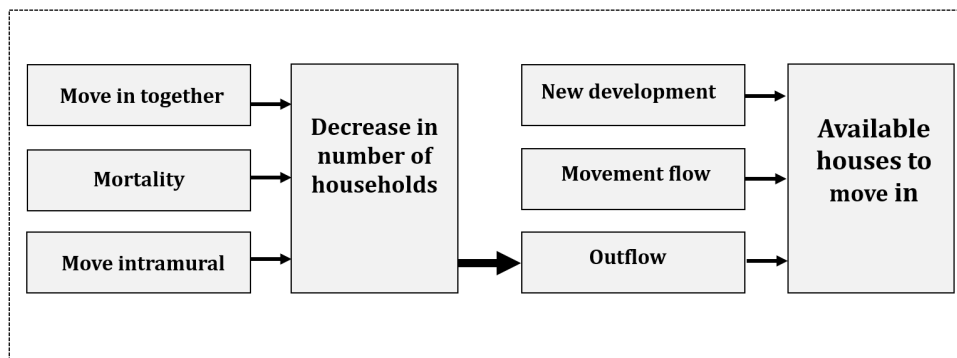 Move in together
Mortality
Move intramural
Decrease in
number of
households
New development
Movement flow
Outflow
Available
houses to
move in